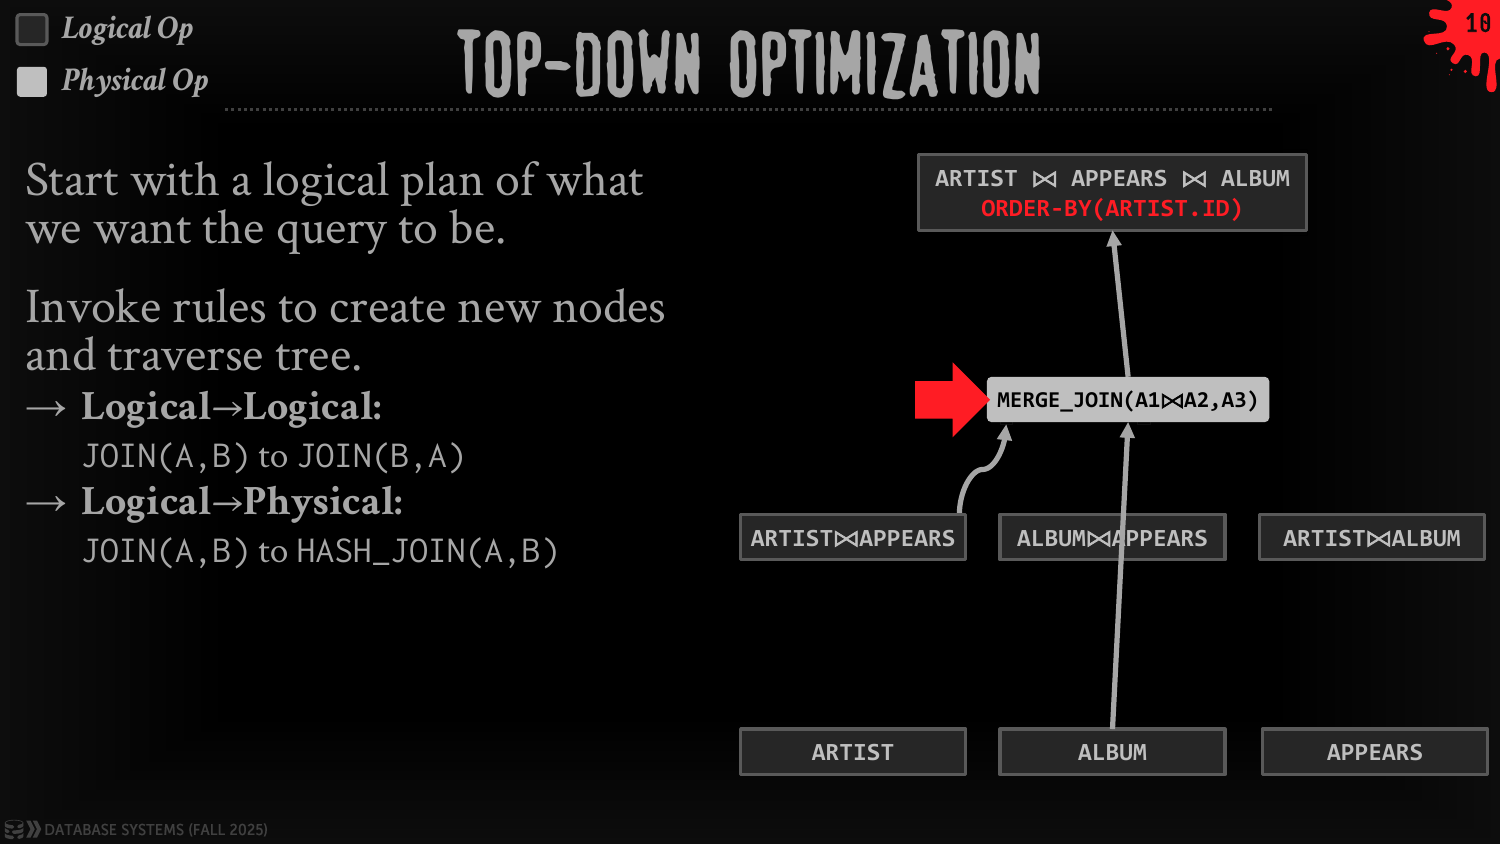 Logical Op
Physical Op
TOP-DOWN OPTIMIZATION
10
Start with a logical plan of what
we want the query to be.
Invoke rules to create new nodes
and traverse tree.
→ Logical→Logical:
JOIN(A,B) to JOIN(B,A)
→ Logical→Physical:
JOIN(A,B) to HASH_JOIN(A,B)
ARTIST ⋈ APPEARS ⋈ ALBUM
ORDER-BY(ARTIST.ID)
MERGE_JOIN(A1⋈A2,A3)
ARTIST⋈APPEARS
ALBUM⋈APPEARS
ARTIST⋈ALBUM
ARTIST
ALBUM
APPEARS
DATABASE SYSTEMS (FALL 2025)